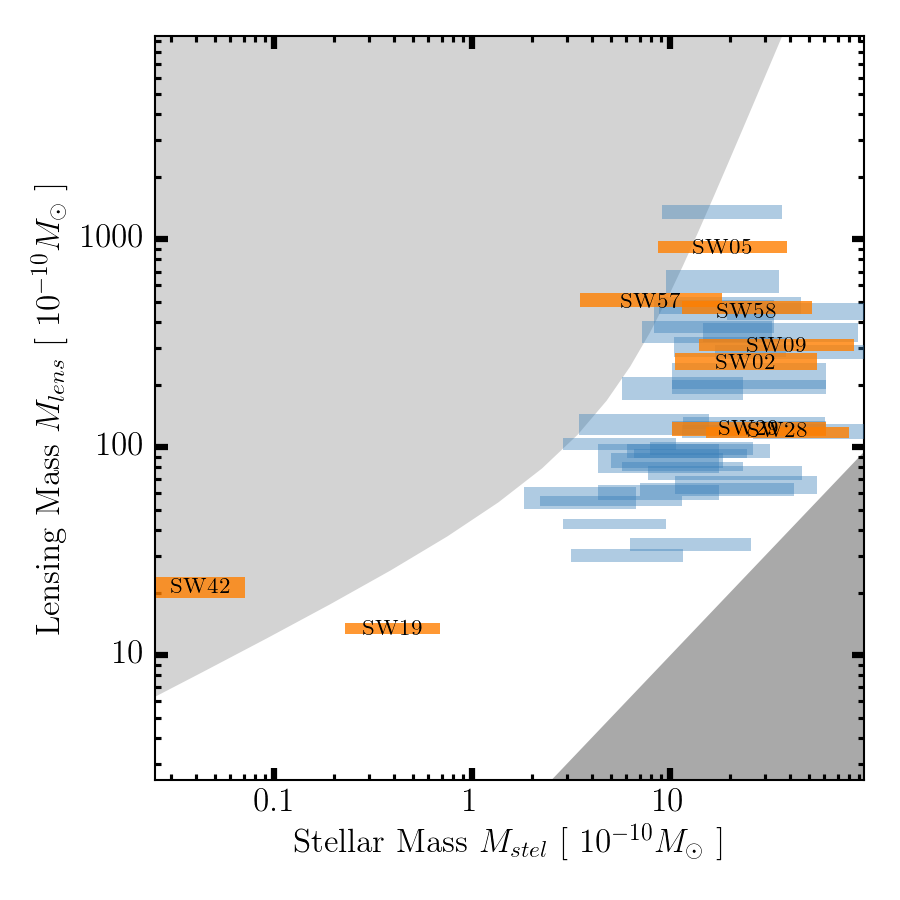 1000
100
10
Lensing Mass M_lens [ 10^-10 M_⊙ ]
SW05
SW57
SW58
SW09
SW02
SW29
SW28
SW42
SW19
0.1 1 10
Stellar Mass M_stel [ 10^-10 M_⊙ ]